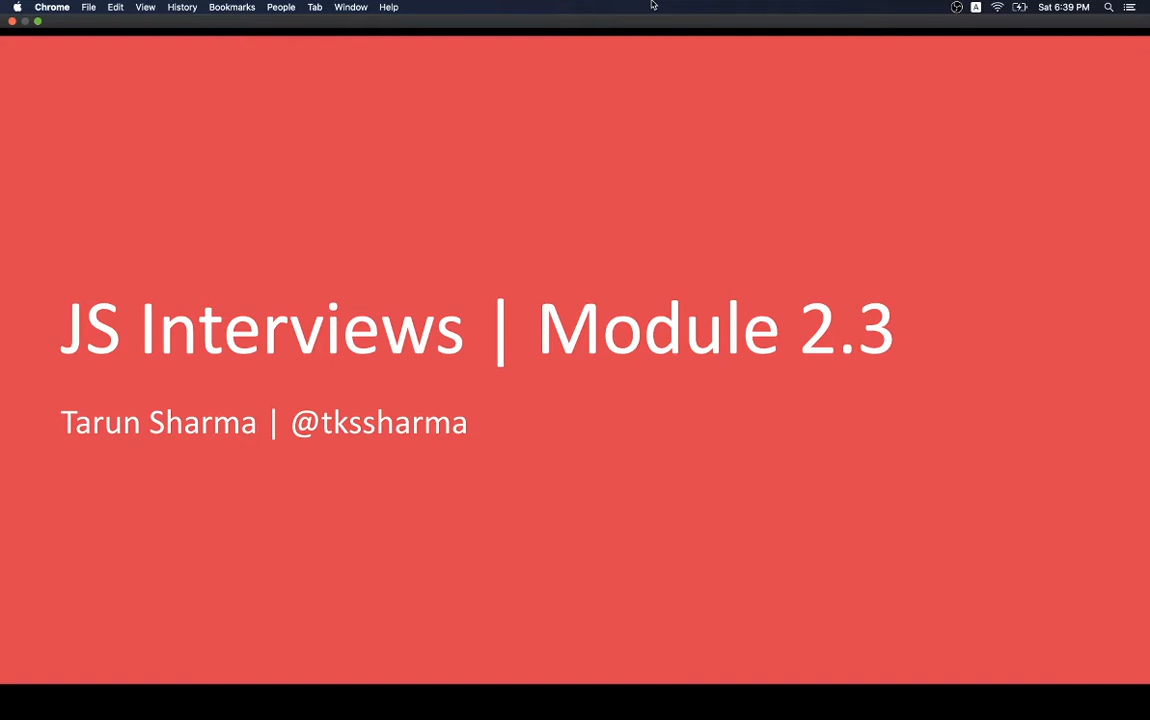 Chrome File Edit View History Bookmarks People Tab Window Help A Sat 6:39 PM
JS Interviews | Module 2.3
Tarun Sharma | @tkssharma